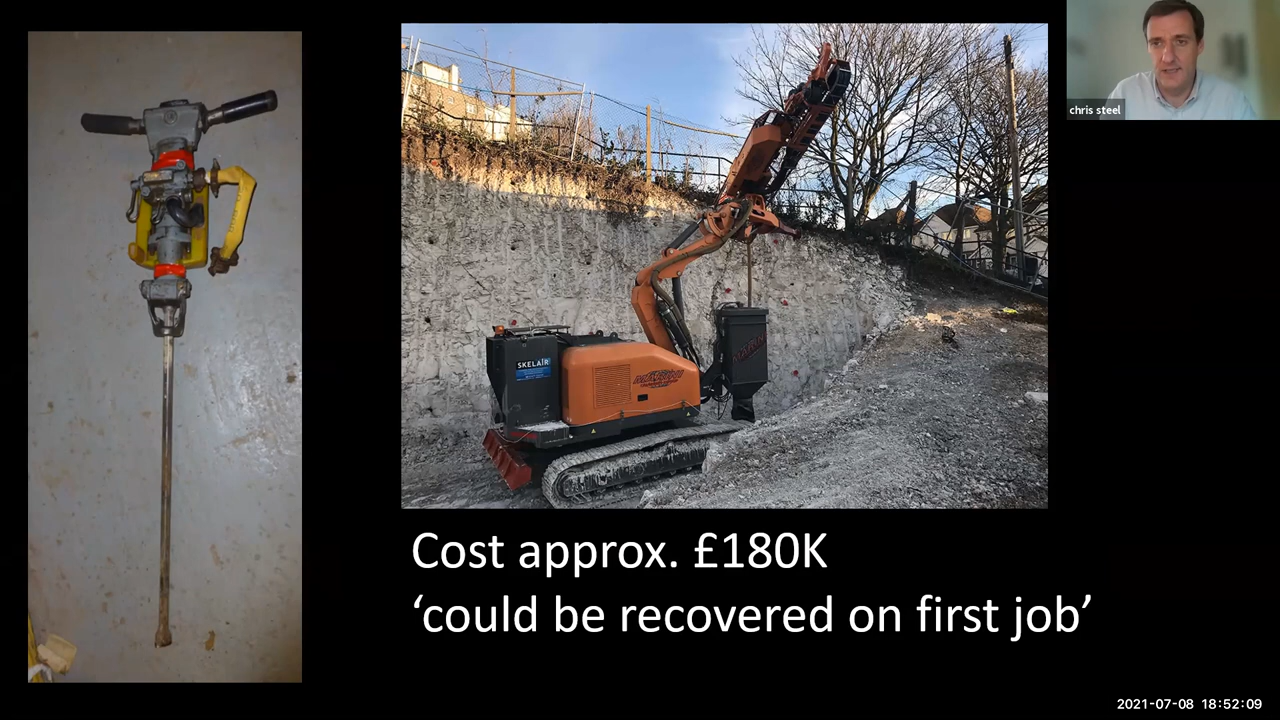 chris steel
SKELAIR
Cost approx. £180K
‘could be recovered on first job’
2021-07-08 18:52:09